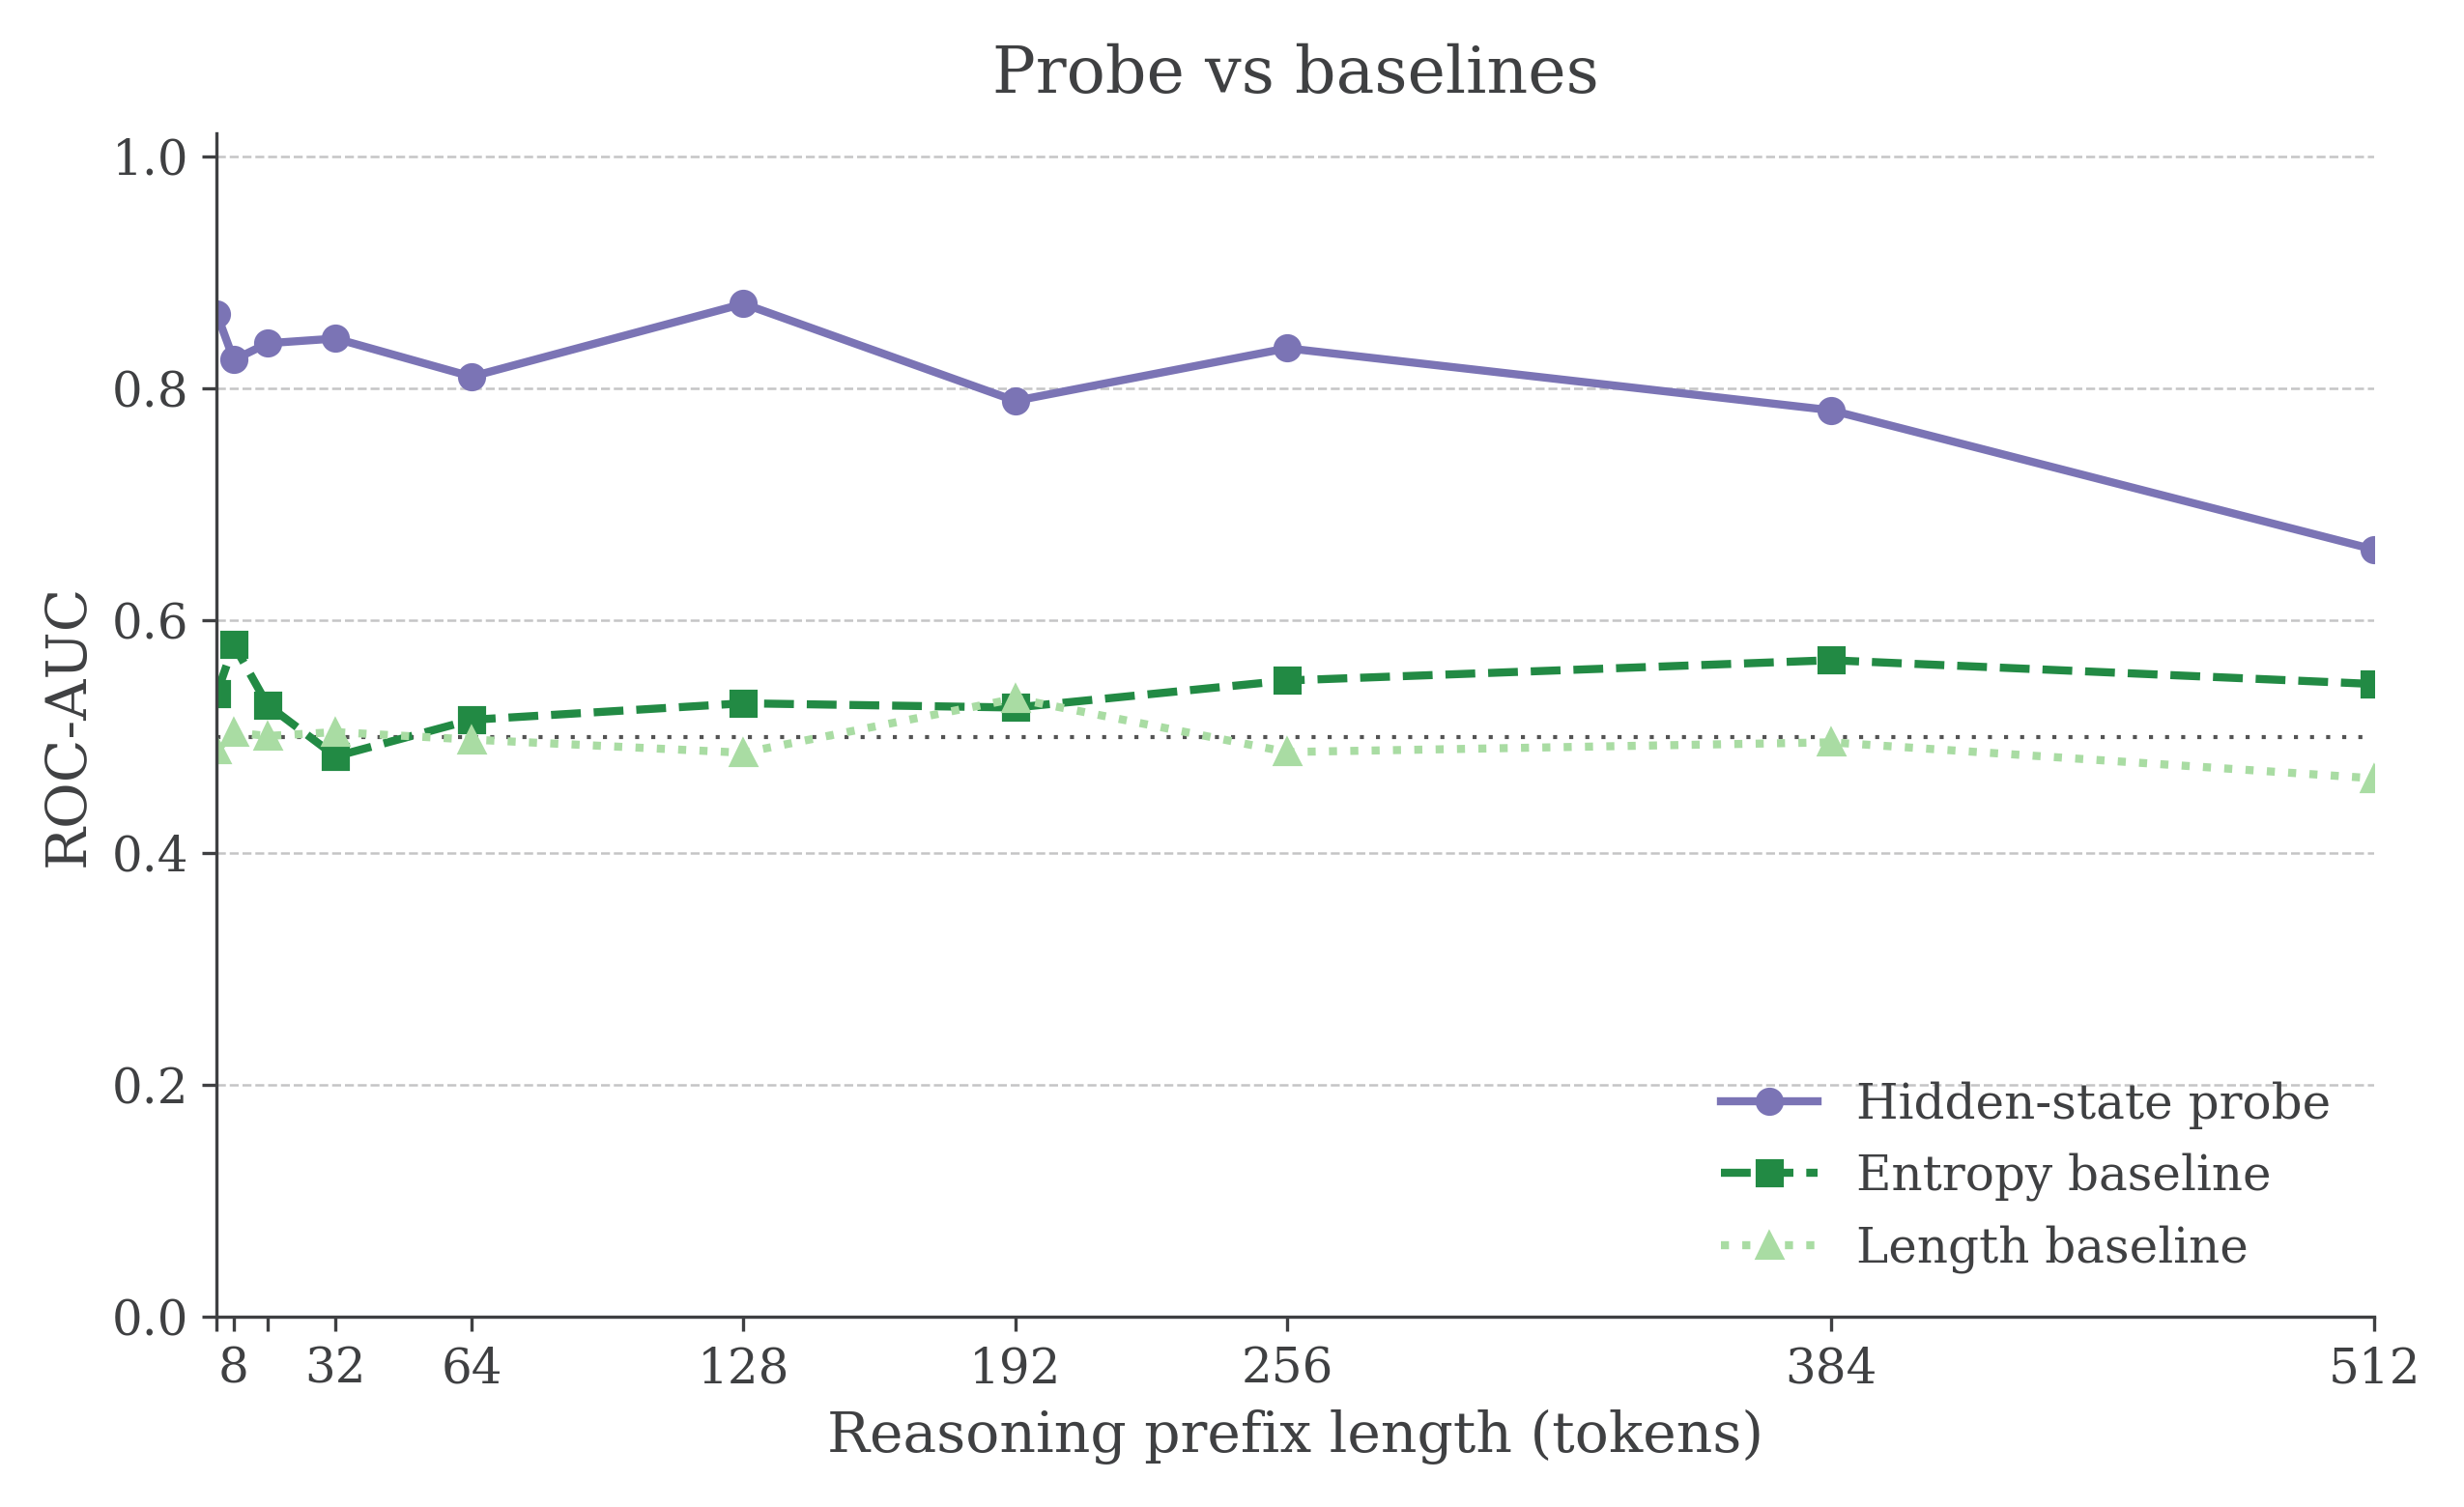 Probe vs baselines
ROC-AUC
1.0
0.8
0.6
0.4
0.2
0.0
Hidden-state probe
Entropy baseline
Length baseline
8 32 64 128 192 256 384 512
Reasoning prefix length (tokens)